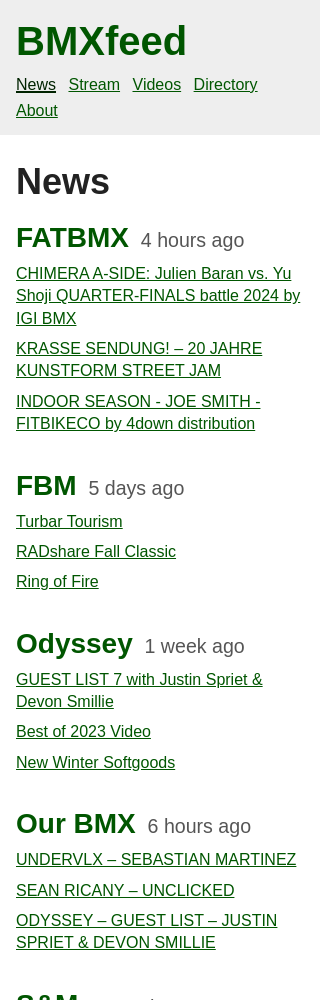 BMXfeed
News Stream Videos Directory
About
News
FATBMX 4 hours ago
CHIMERA A-SIDE: Julien Baran vs. Yu
Shoji QUARTER-FINALS battle 2024 by
IGI BMX
KRASSE SENDUNG! – 20 JAHRE
KUNSTFORM STREET JAM
INDOOR SEASON - JOE SMITH -
FITBIKECO by 4down distribution
FBM 5 days ago
Turbar Tourism
RADshare Fall Classic
Ring of Fire
Odyssey 1 week ago
GUEST LIST 7 with Justin Spriet &
Devon Smillie
Best of 2023 Video
New Winter Softgoods
Our BMX 6 hours ago
UNDERVLX – SEBASTIAN MARTINEZ
SEAN RICANY – UNCLICKED
ODYSSEY – GUEST LIST – JUSTIN
SPRIET & DEVON SMILLIE